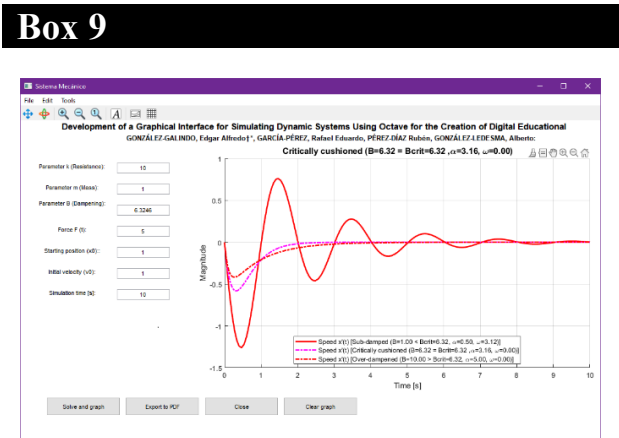 Box 9
Sistema Mecánico
File Edit Tools
Development of a Graphical Interface for Simulating Dynamic Systems Using Octave for the Creation of Digital Educational
GONZÁLEZ-GALINDO, Edgar Alfredo†*, GARCÍA-PÉREZ, Rafael Eduardo, PÉREZ-DÍAZ Rubén, GONZÁLEZ-LEDESMA, Alberto:
Critically cushioned (B=6.32 = Bcrit=6.32 ,α=3.16, ω=0.00)
Parameter k (Resistance): 10
Parameter m (Mass) 1
Parameter B (Dampening): 6.3246
Force F (t): 5
Starting position (x0): 1
Initial velocity (v0): 1
Simulation time [s]: 10
Magnitude
1
0.5
0
-0.5
-1
-1.5
Speed x'(t) [Sub-damped (B=1.00 < Bcrit=6.32, α=0.50, ω=3.12)]
Speed x'(t) [Critically cushioned (B=6.32 = Bcrit=6.32 ,α=3.16, ω=0.00)]
Speed x'(t) [Over-dampened (B=10.00 > Bcrit=6.32, α=5.00, ω=0.00)]
0 1 2 3 4 5 6 7 8 9 10
Time [s]
Solve and graph Export to PDF Close Clear graph